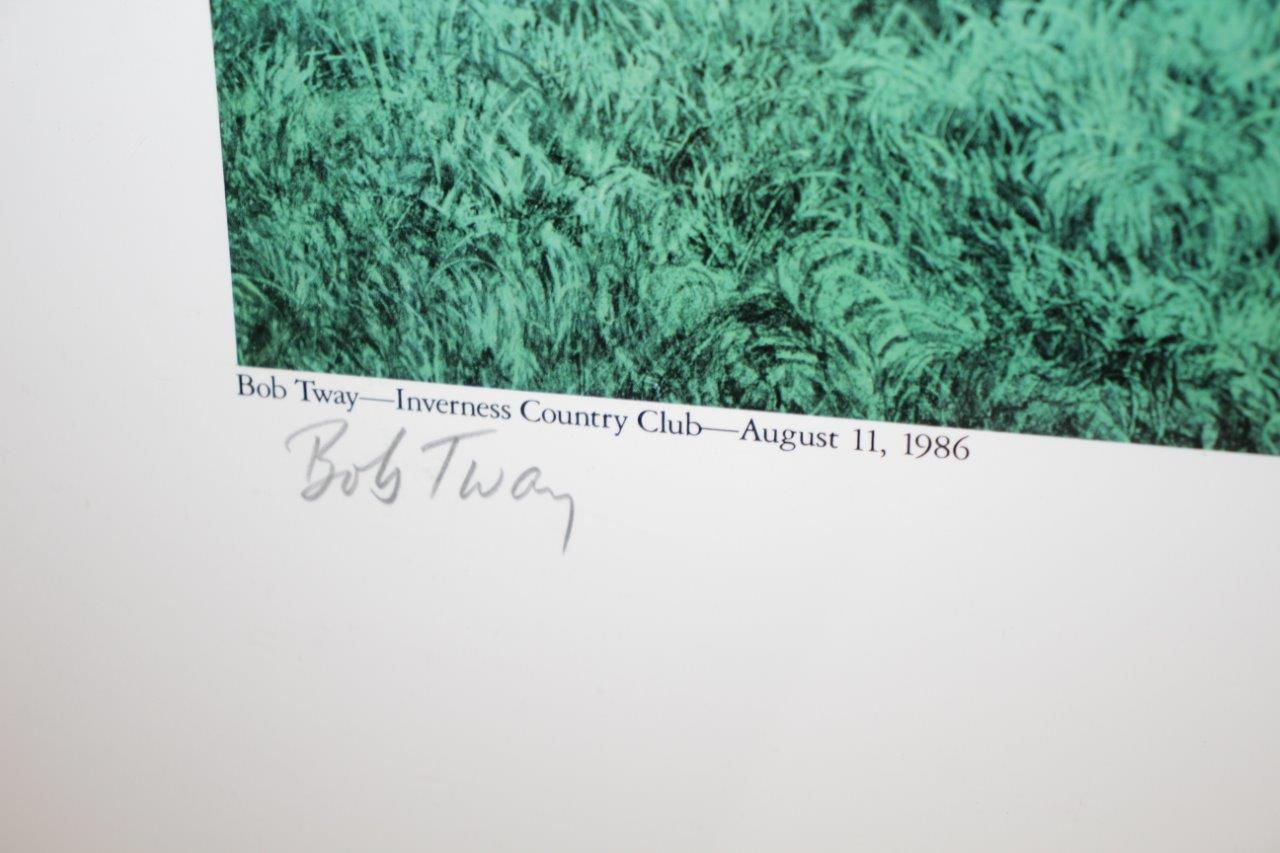 Bob Tway—Inverness Country Club—August 11, 1986
Bob Tway